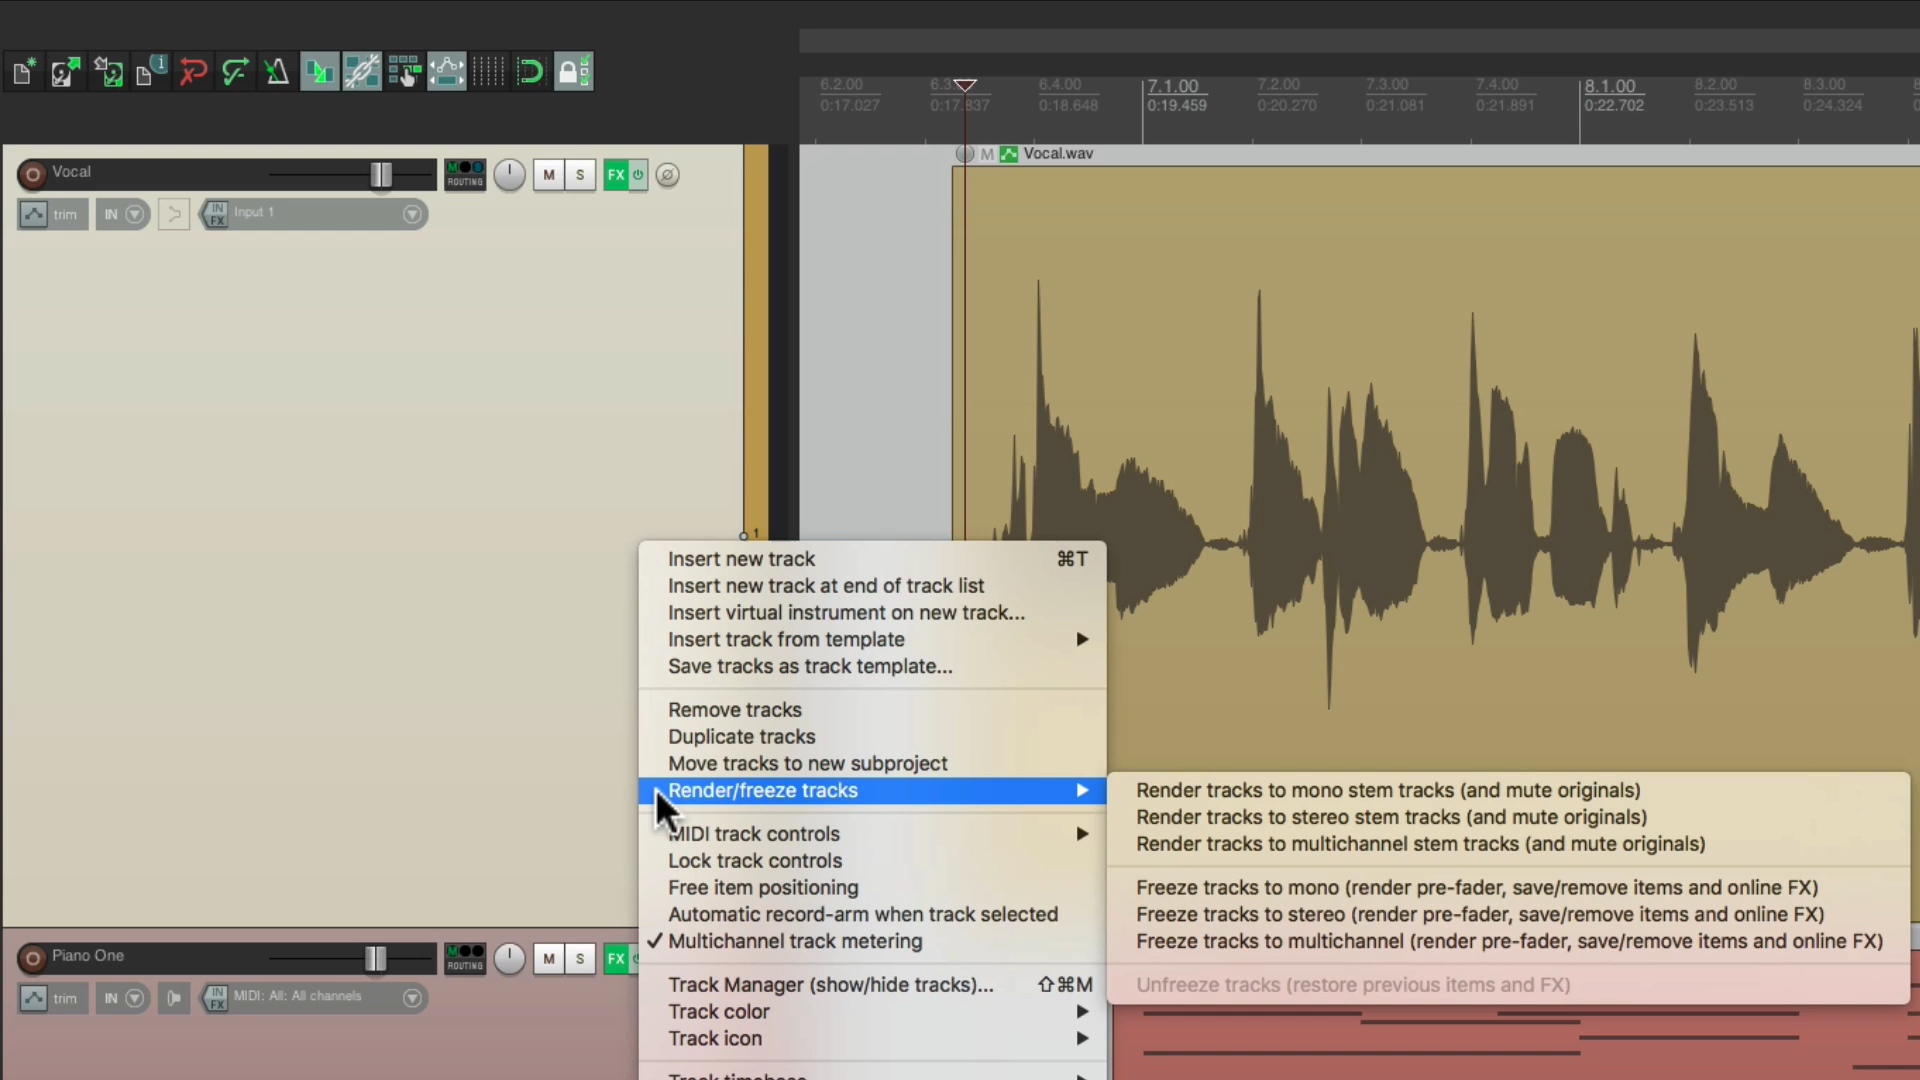 6.2.00
0:17.027
0:17.837
6.4.00
0:18.648
7.1.00
0:19.459
7.2.00
0:20.270
7.3.00
0:21.081
7.4.00
0:21.891
8.1.00
0:22.702
8.2.00
0:23.513
8.3.00
0:24.324
M Vocal.wav
Vocal
ROUTING
M S FX
trim IN IN FX Input 1
1
Insert new track ⌘T
Insert new track at end of track list
Insert virtual instrument on new track...
Insert track from template
Save tracks as track template...
Remove tracks
Duplicate tracks
Move tracks to new subproject
Render/freeze tracks
MIDI track controls
Lock track controls
Free item positioning
Automatic record-arm when track selected
✓ Multichannel track metering
Track Manager (show/hide tracks)... ⇧⌘M
Track color
Track icon
Render tracks to mono stem tracks (and mute originals)
Render tracks to stereo stem tracks (and mute originals)
Render tracks to multichannel stem tracks (and mute originals)
Freeze tracks to mono (render pre-fader, save/remove items and online FX)
Freeze tracks to stereo (render pre-fader, save/remove items and online FX)
Freeze tracks to multichannel (render pre-fader, save/remove items and online FX)
Unfreeze tracks (restore previous items and FX)
Piano One
ROUTING
M S FX
trim IN IN FX MIDI: All: All channels